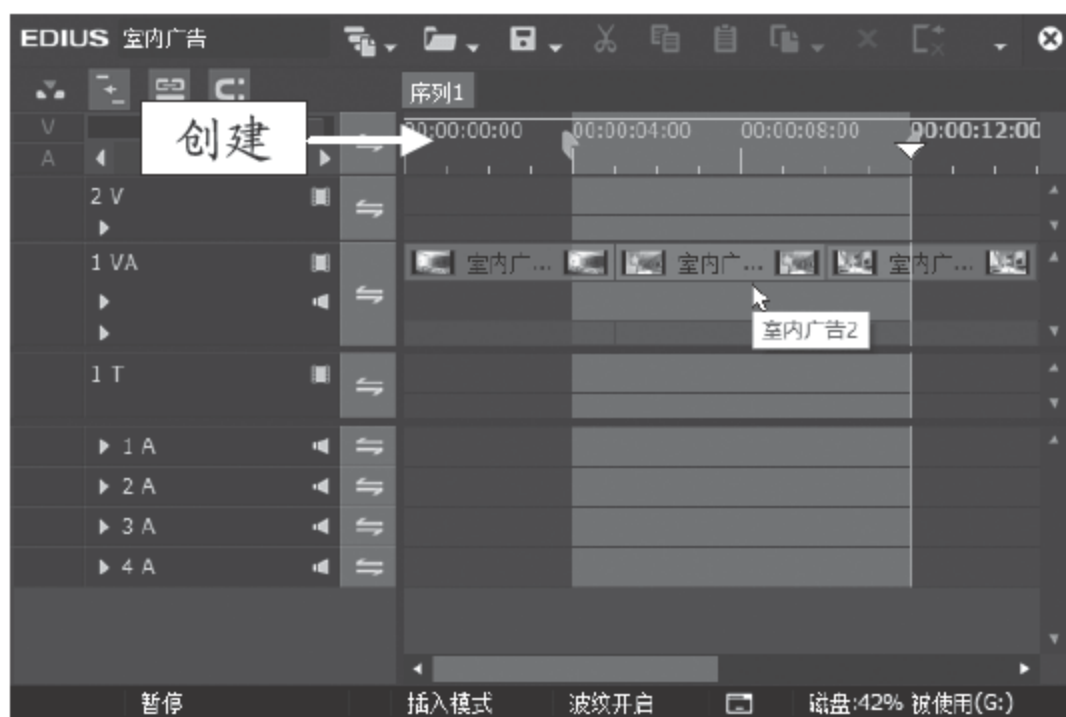 EDIUS 室内广告
序列1
创建
V
A
00:00:00:00 00:00:04:00 00:00:08:00 00:00:12:00
2 V
1 VA
室内广... 室内广... 室内广...
室内广告2
1 T
1 A
2 A
3 A
4 A
暂停 插入模式 波纹开启 磁盘:42% 被使用(G:)